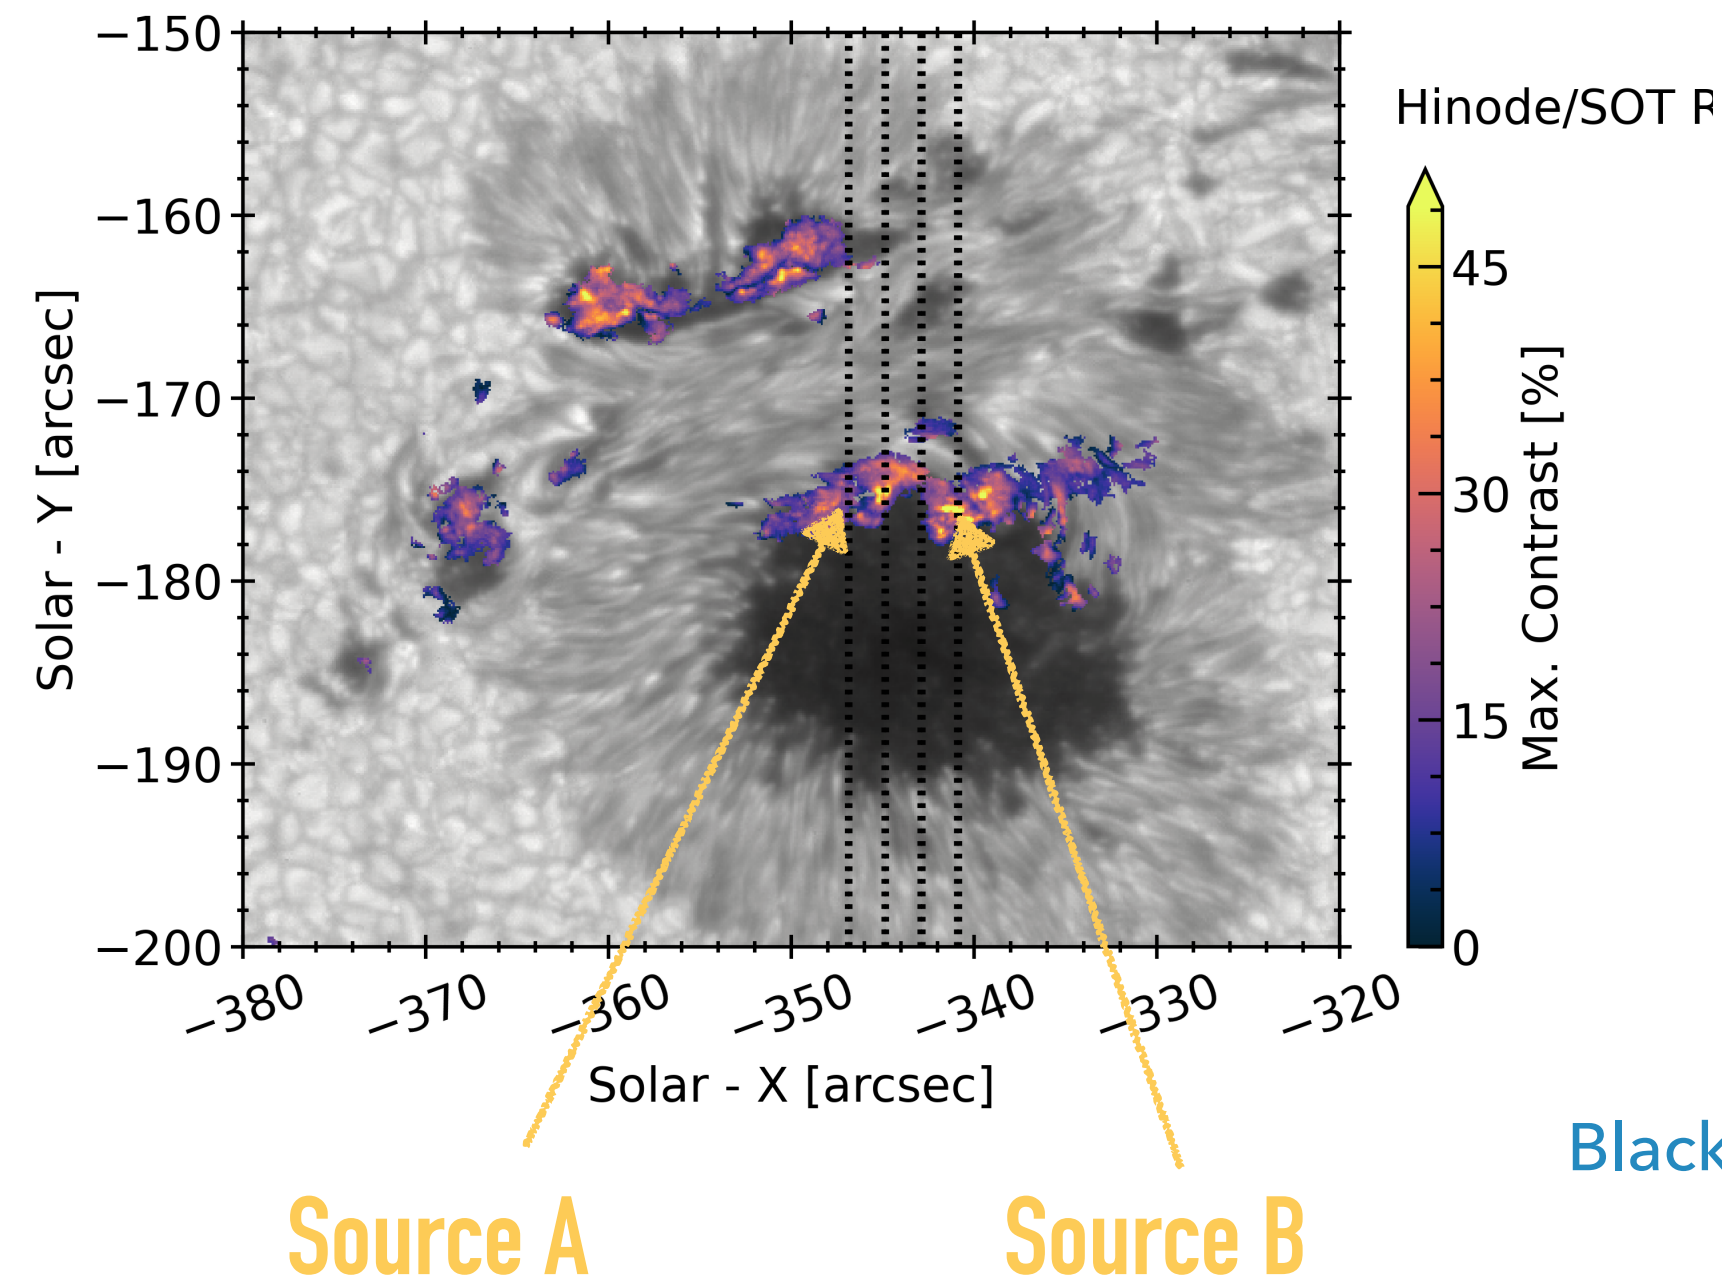 −150
−160
−170
−180
−190
−200
Solar - Y [arcsec]
−380 −370 −360 −350 −340 −330 −320
Solar - X [arcsec]
Hinode/SOT
45
30
15
0
Max. Contrast [%]
Black
Source A
Source B